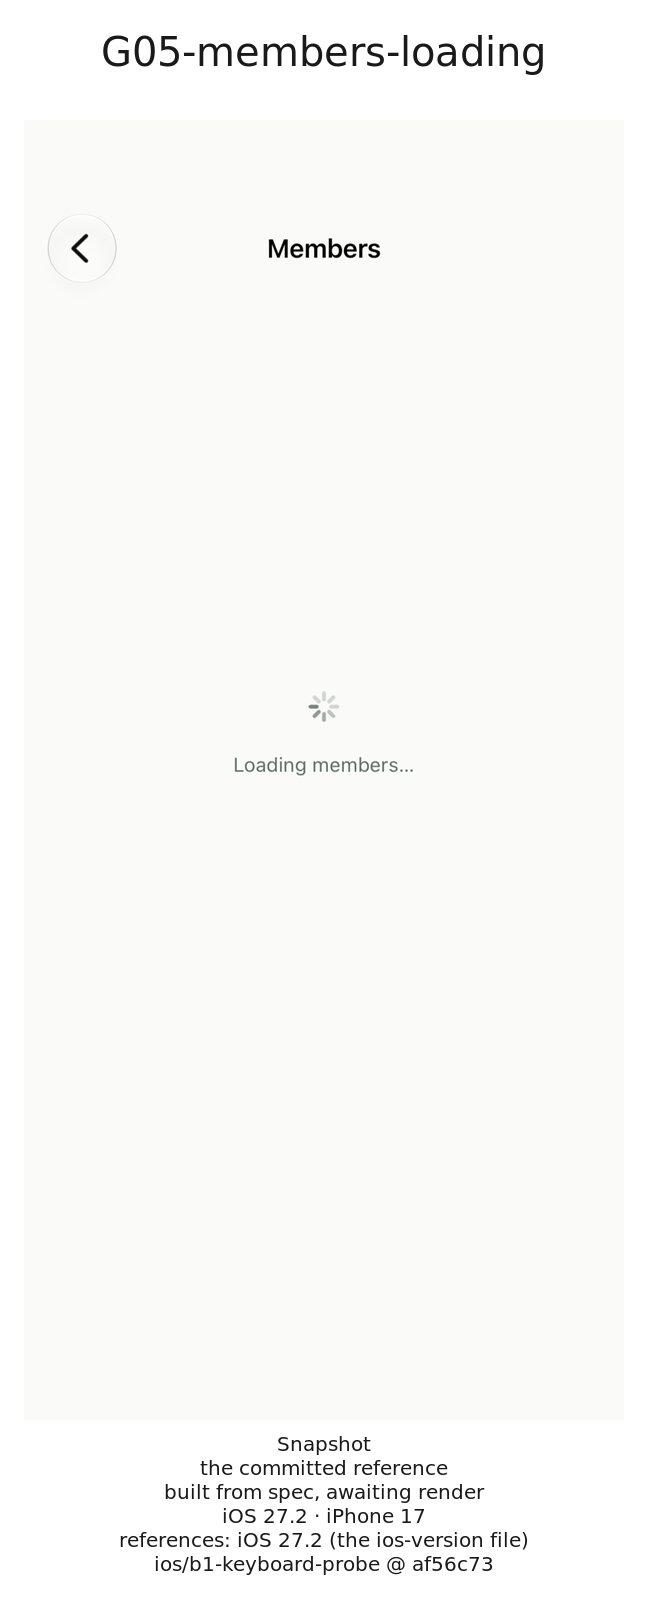 G05-members-loading
Members
Loading members...
Snapshot
the committed reference
built from spec, awaiting render
iOS 27.2 · iPhone 17
references: iOS 27.2 (the ios-version file)
ios/b1-keyboard-probe @ af56c73